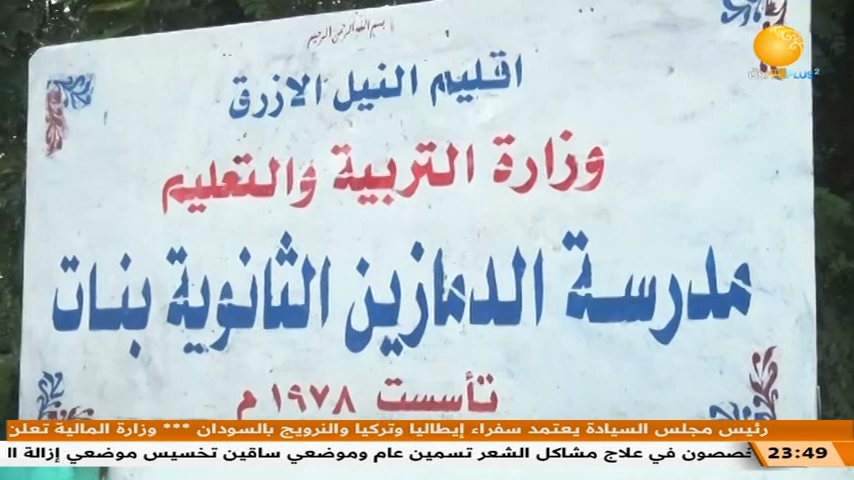 بسم الله الرحمن الرحيم
اقليم النيل الازرق
وزارة التربية والتعليم
مدرسة الدمازين الثانوية بنات
تأسست ١٩٧٨ م
PLUS²
رئيس مجلس السيادة يعتمد سفراء إيطاليا وتركيا والنرويج بالسودان *** وزارة المالية تعلن
في علاج مشاكل الشعر تسمين عام وموضعي ساقين تخسيس موضعي إزالة
23:49